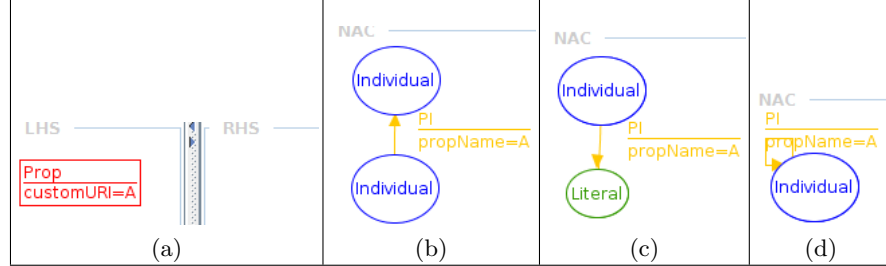 LHS
RHS
Prop
customURI=A
(a)
NAC
Individual
PI
propName=A
Individual
(b)
NAC
Individual
PI
propName=A
Literal
(c)
NAC
PI
propName=A
Individual
(d)